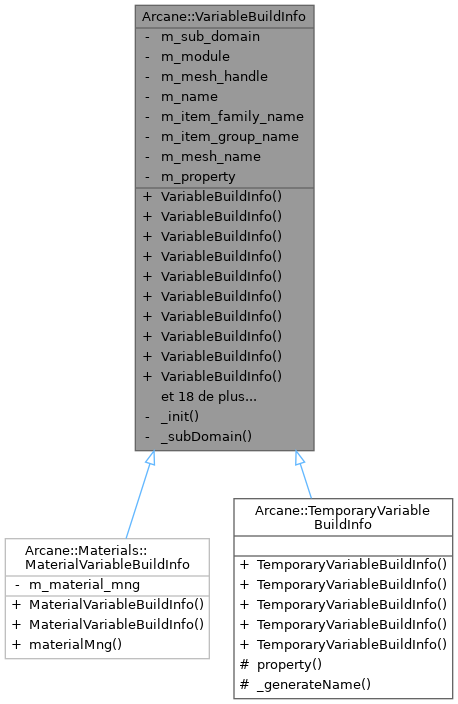 Arcane::VariableBuildInfo
- m_sub_domain
- m_module
- m_mesh_handle
- m_name
- m_item_family_name
- m_item_group_name
- m_mesh_name
- m_property
+ VariableBuildInfo()
+ VariableBuildInfo()
+ VariableBuildInfo()
+ VariableBuildInfo()
+ VariableBuildInfo()
+ VariableBuildInfo()
+ VariableBuildInfo()
+ VariableBuildInfo()
+ VariableBuildInfo()
+ VariableBuildInfo()
et 18 de plus...
- _init()
- _subDomain()
Arcane::Materials::
MaterialVariableBuildInfo
- m_material_mng
+ MaterialVariableBuildInfo()
+ MaterialVariableBuildInfo()
+ materialMng()
Arcane::TemporaryVariable
BuildInfo
+ TemporaryVariableBuildInfo()
+ TemporaryVariableBuildInfo()
+ TemporaryVariableBuildInfo()
+ TemporaryVariableBuildInfo()
+ TemporaryVariableBuildInfo()
# property()
# _generateName()